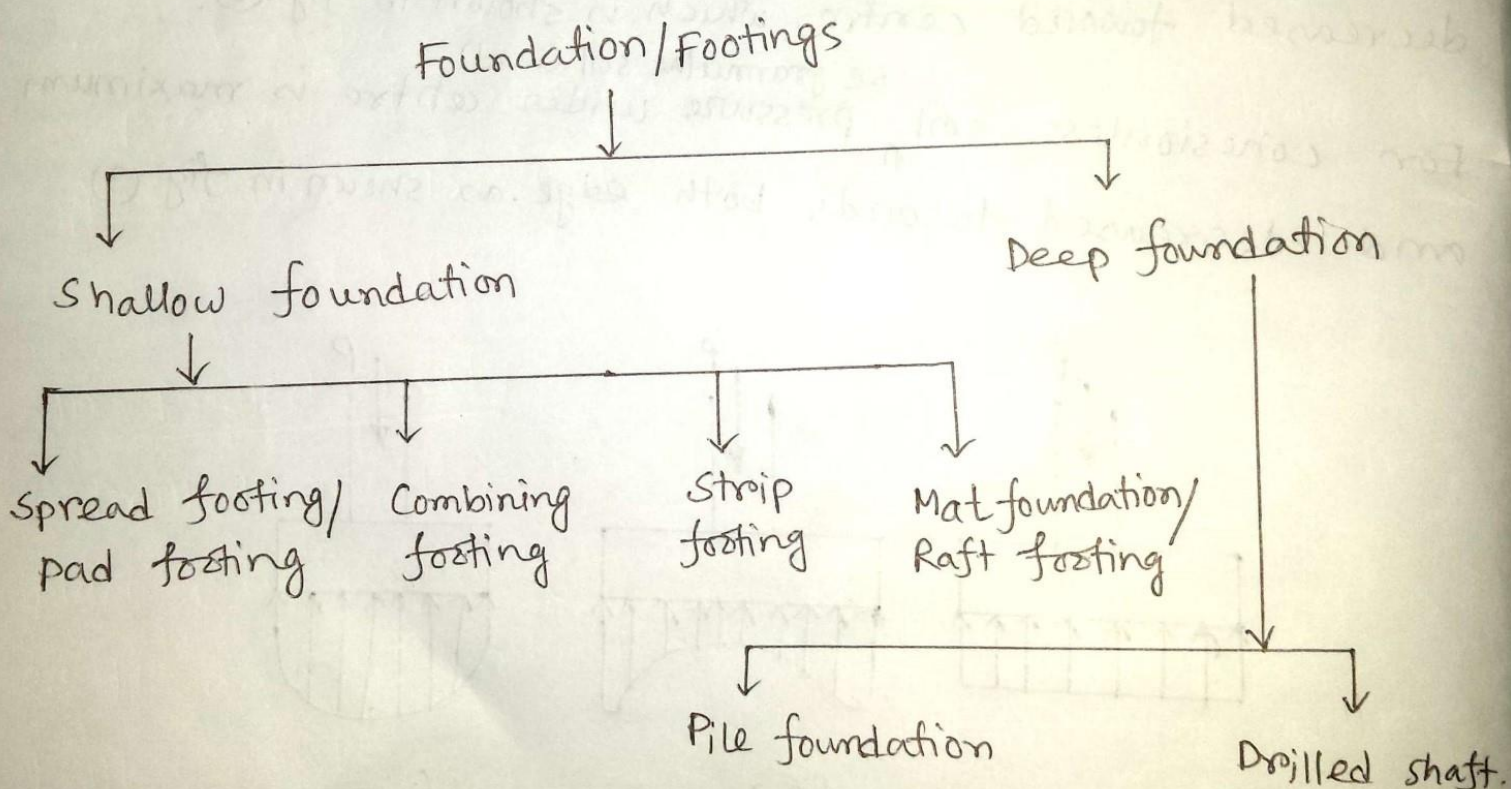 Foundation/Footings
Shallow foundation
Deep foundation
Spread footing/
pad footing.
Combining
footing
Strip
footing
Mat foundation/
Raft footing
Pile foundation
Drilled shaft.